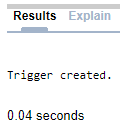 Results Explain
Trigger created.
0.04 seconds